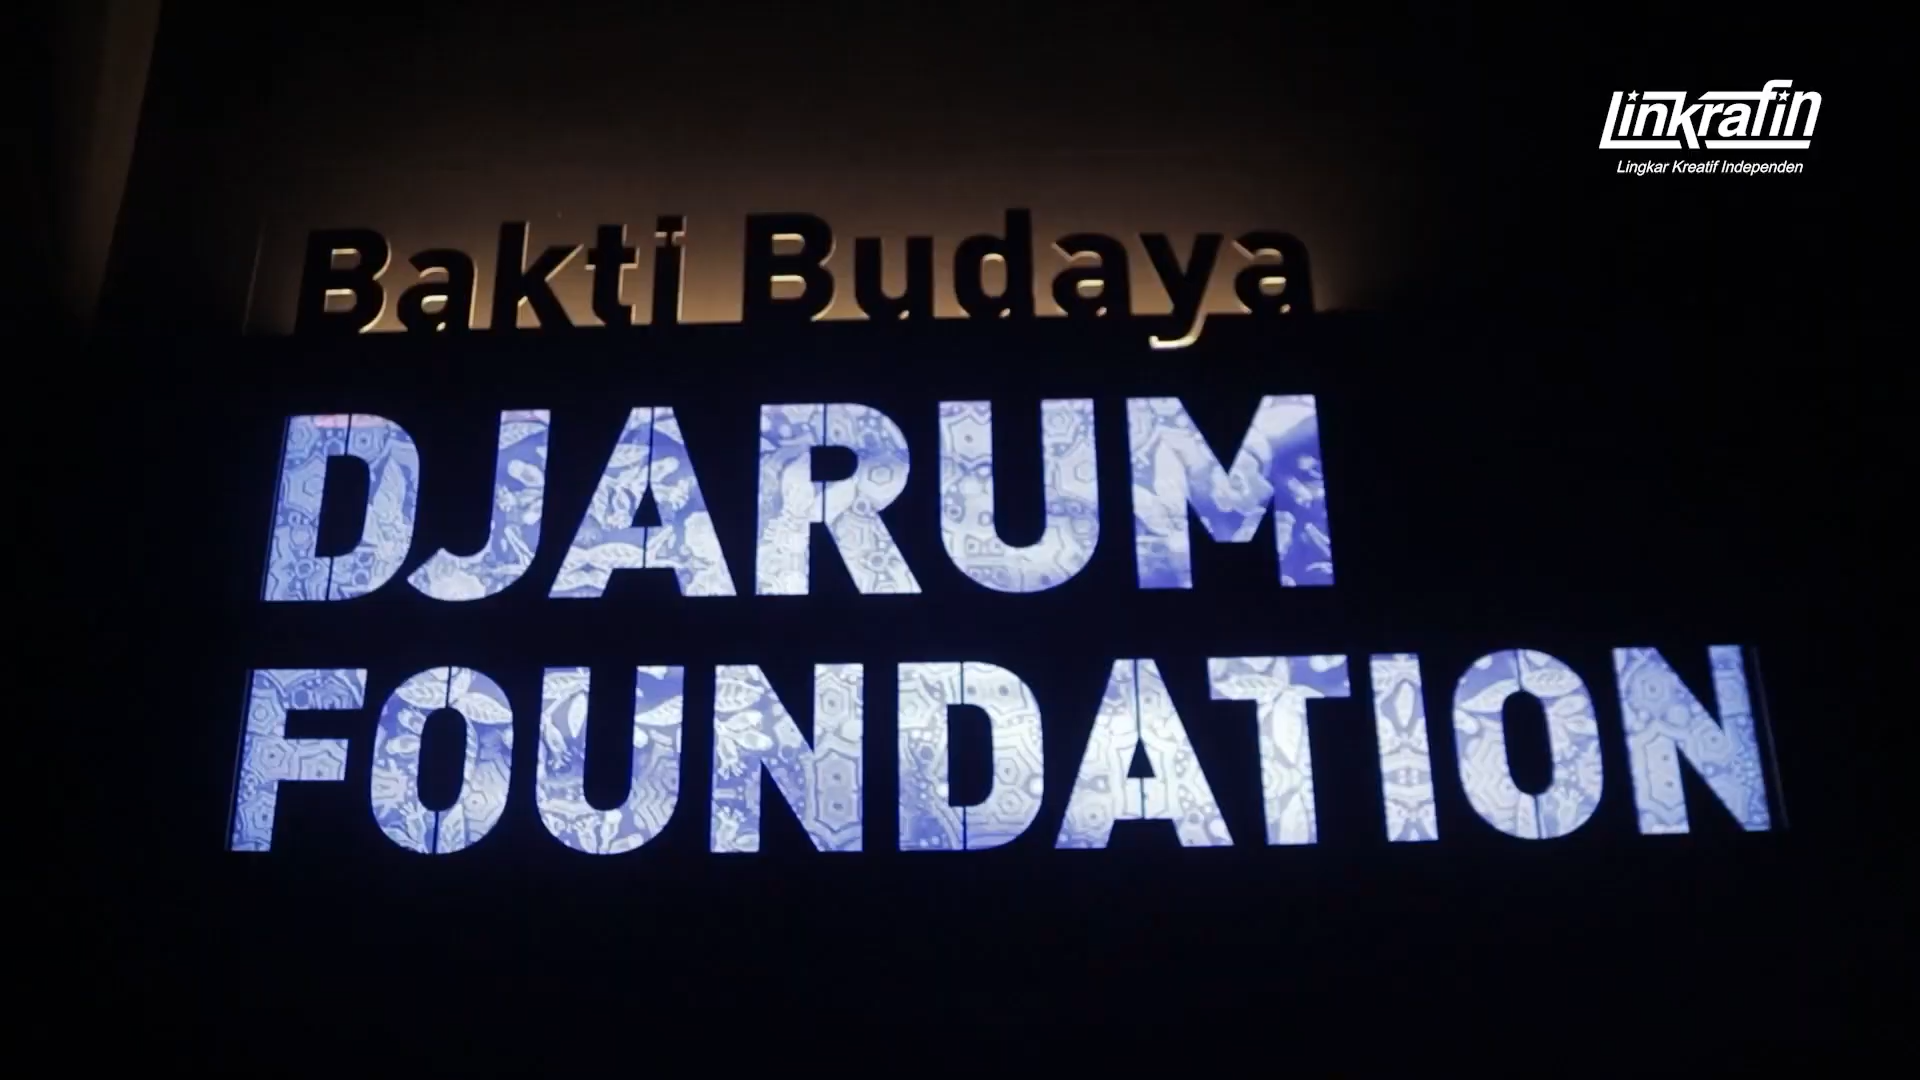 Linkrafin
Lingkar Kreatif Independen
Bakti Budaya
DJARUM
FOUNDATION